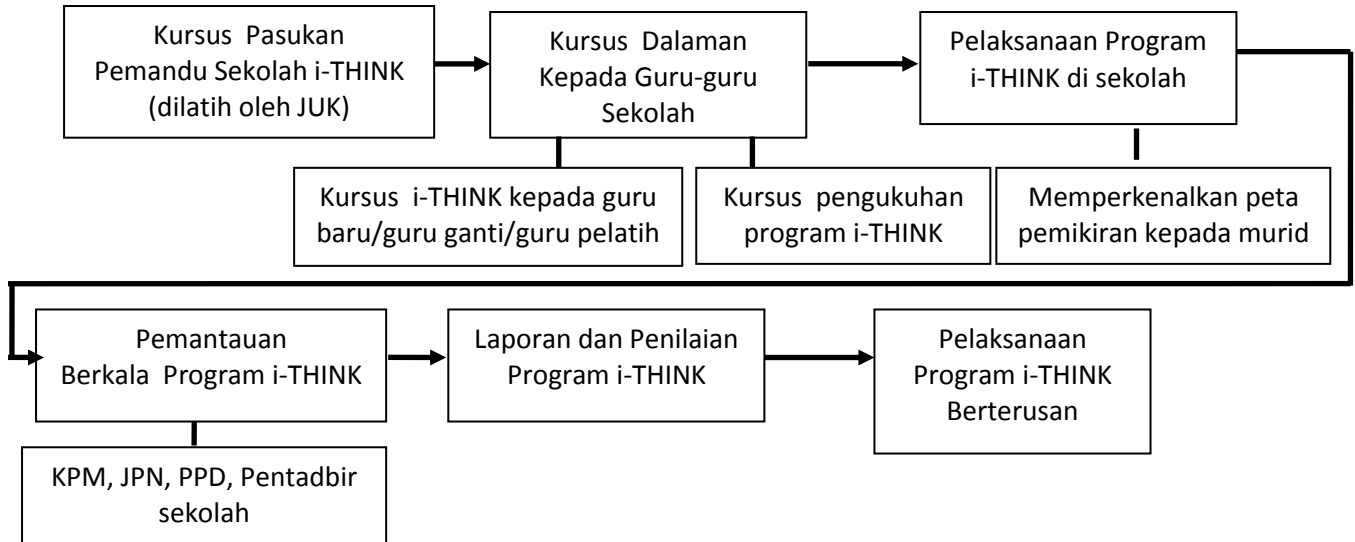 Kursus Pasukan
Pemandu Sekolah i-THINK
(dilatih oleh JUK)
Kursus Dalaman
Kepada Guru-guru
Sekolah
Pelaksanaan Program
i-THINK di sekolah
Kursus i-THINK kepada guru
baru/guru ganti/guru pelatih
Kursus pengukuhan
program i-THINK
Memperkenalkan peta
pemikiran kepada murid
Pemantauan
Berkala Program i-THINK
Laporan dan Penilaian
Program i-THINK
Pelaksanaan
Program i-THINK
Berterusan
KPM, JPN, PPD, Pentadbir
sekolah